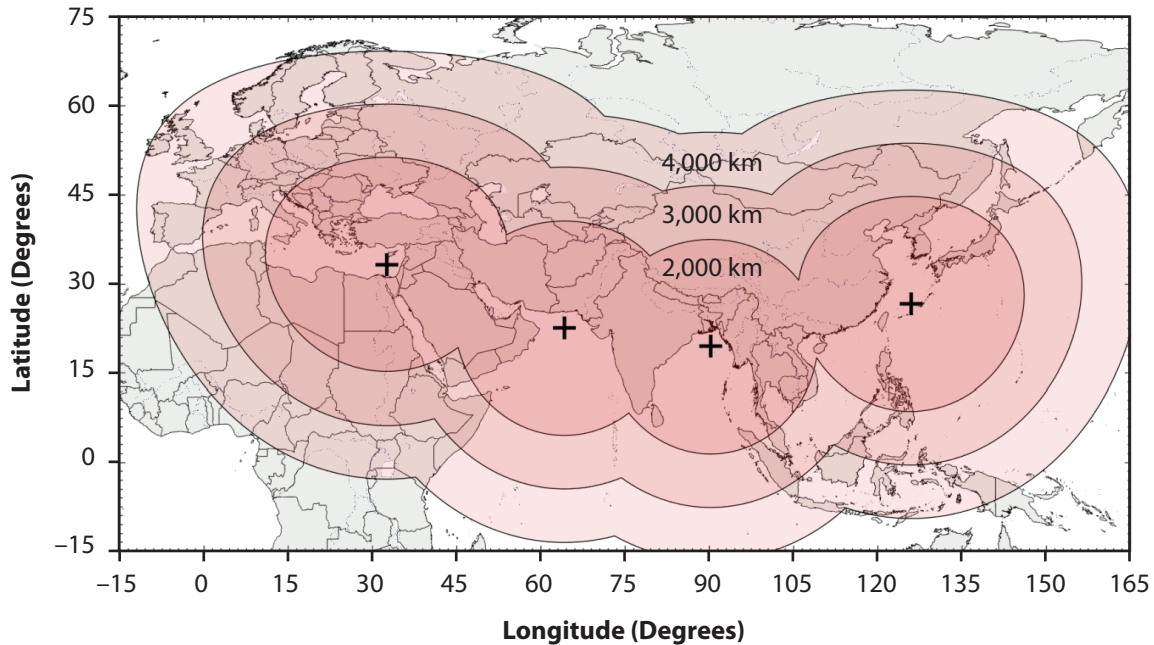 75
60
45
30
15
0
–15
Latitude (Degrees)
4,000 km
3,000 km
2,000 km
–15 0 15 30 45 60 75 90 105 120 135 150 165
Longitude (Degrees)